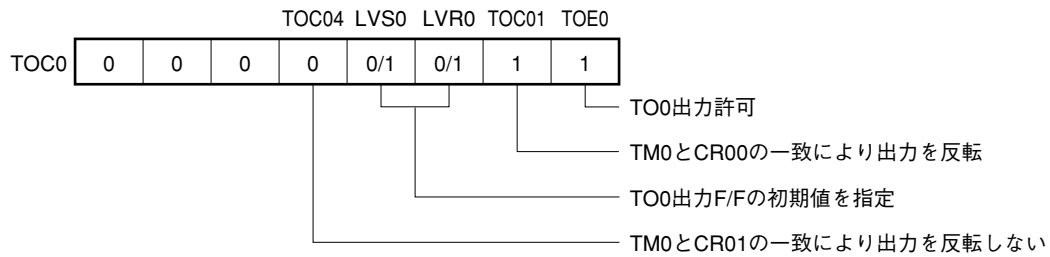 TOC04 LVS0 LVR0 TOC01 TOE0
TOC0 0 0 0 0 0/1 0/1 1 1
TO0出力許可
TM0とCR00の一致により出力を反転
TO0出力F/Fの初期値を指定
TM0とCR01の一致により出力を反転しない